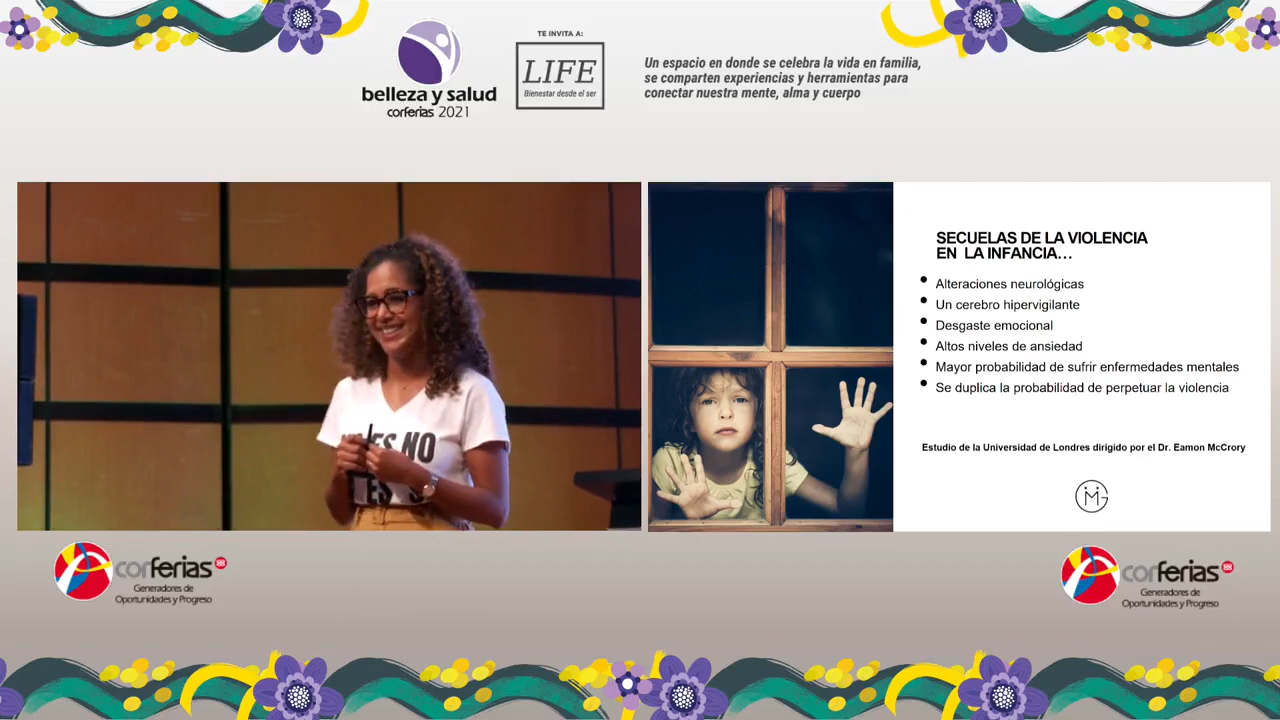 belleza y salud
corferias 2021
TE INVITA A:
LIFE
Bienestar desde el ser
Un espacio en donde se celebra la vida en familia,
se comparten experiencias y herramientas para
conectar nuestra mente, alma y cuerpo
ES NO
SECUELAS DE LA VIOLENCIA
EN LA INFANCIA...
• Alteraciones neurológicas
• Un cerebro hipervigilante
• Desgaste emocional
• Altos niveles de ansiedad
• Mayor probabilidad de sufrir enfermedades mentales
• Se duplica la probabilidad de perpetuar la violencia
Estudio de la Universidad de Londres dirigido por el Dr. Eamon McCrory
corferias
Generadores de
Oportunidades y Progreso
corferias
Generadores de
Oportunidades y Progreso